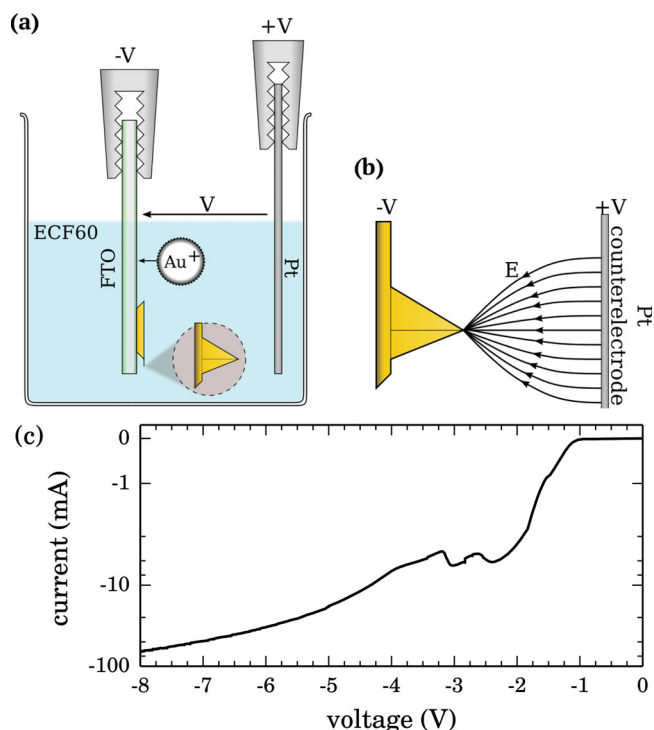 (a)
-V
+V
V
ECF60
FTO
Au+
Pt
(b)
-V
+V
E
counterelectrode
Pt
(c)
current (mA)
0
-1
-10
-100
-8 -7 -6 -5 -4 -3 -2 -1 0
voltage (V)